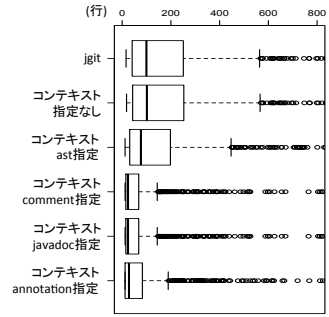 (行)
0 200 400 600 800
jgit
コンテキスト
指定なし
コンテキスト
ast指定
コンテキスト
comment指定
コンテキスト
javadoc指定
コンテキスト
annotation指定